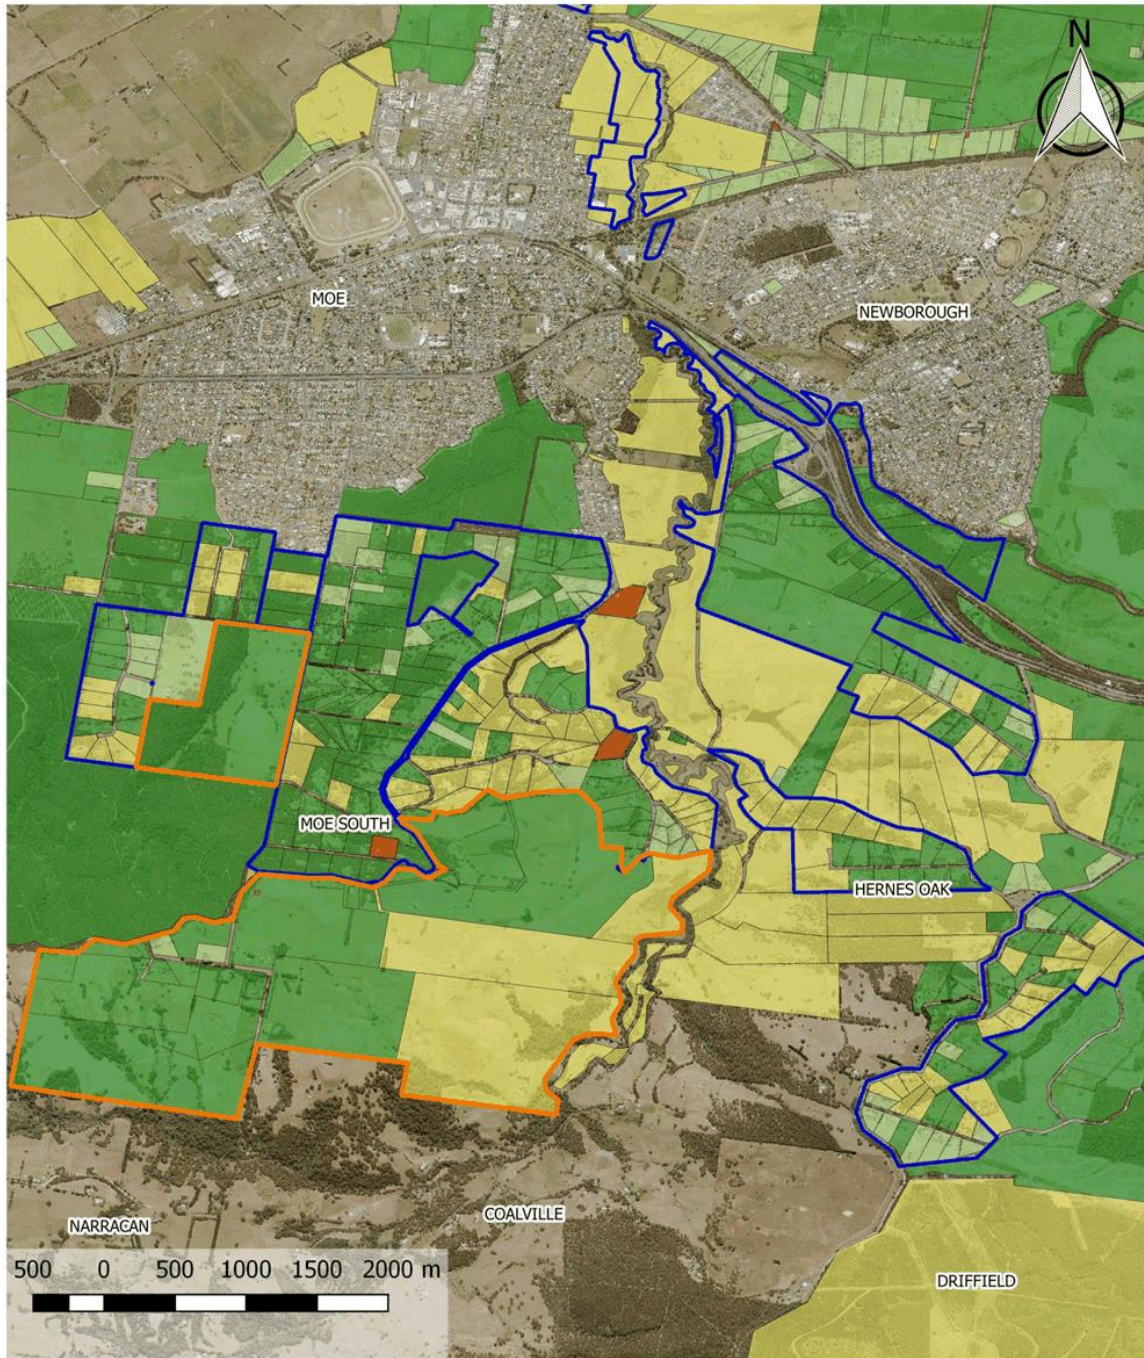 N
MOE
NEWBOROUGH
MOE SOUTH
HERNES OAK
NARRACAN
COALVILLE
500 0 500 1000 1500 2000 m
DRIFFIELD